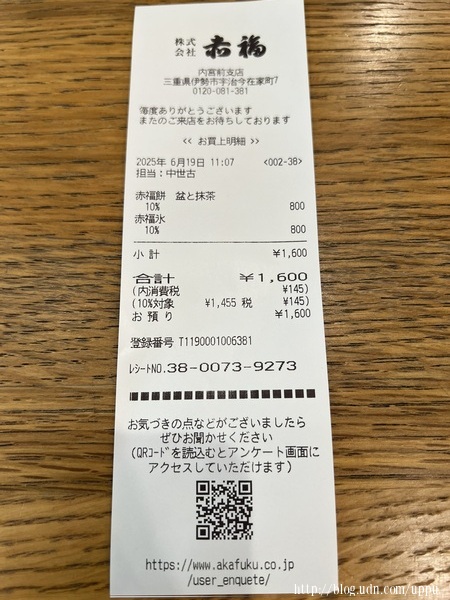 株式会社 赤福
内宮前支店
三重県伊勢市宇治今在家町7
0120-081-381
毎度ありがとうございます
またのご来店をお待ちしております
<< お買上明細 >>
2025年 6月19日 11:07 <002-38>
担当：中世古
赤福餅 盆と抹茶
10% 800
赤福氷
10% 800
小 計 ¥1,600
合計 ¥1,600
(内消費税 ¥145)
(10%対象 ¥1,455 税 ¥145)
お 預 り ¥1,600
登録番号 T1190001006381
ﾚｼｰﾄNO.38-0073-9273
お気づきの点などがございましたら
ぜひお聞かせください
(QRｺｰﾄﾞを読込むとアンケート画面に
アクセスしていただけます)
https://www.akafuku.co.jp
/user_enquete/
http://blog.udn.com/uppu